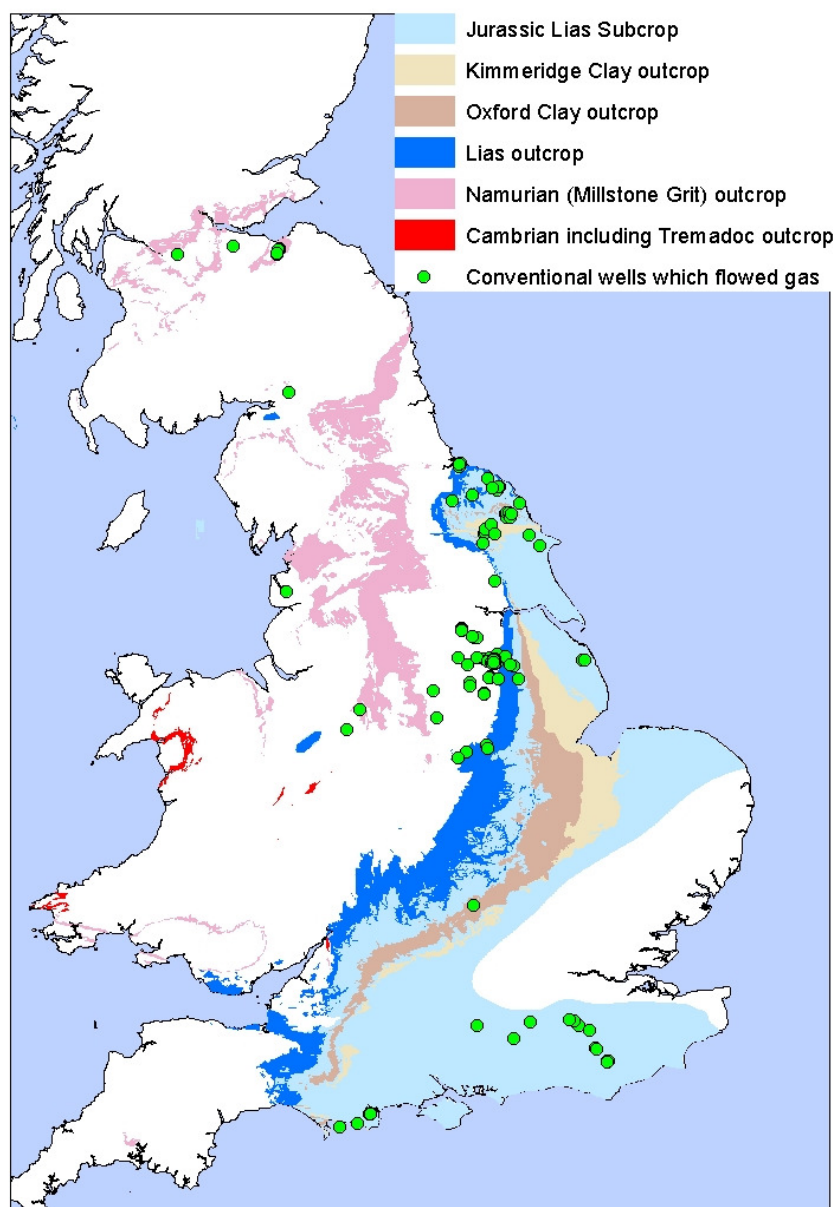 Jurassic Lias Subcrop
Kimmeridge Clay outcrop
Oxford Clay outcrop
Lias outcrop
Namurian (Millstone Grit) outcrop
Cambrian including Tremadoc outcrop
Conventional wells which flowed gas